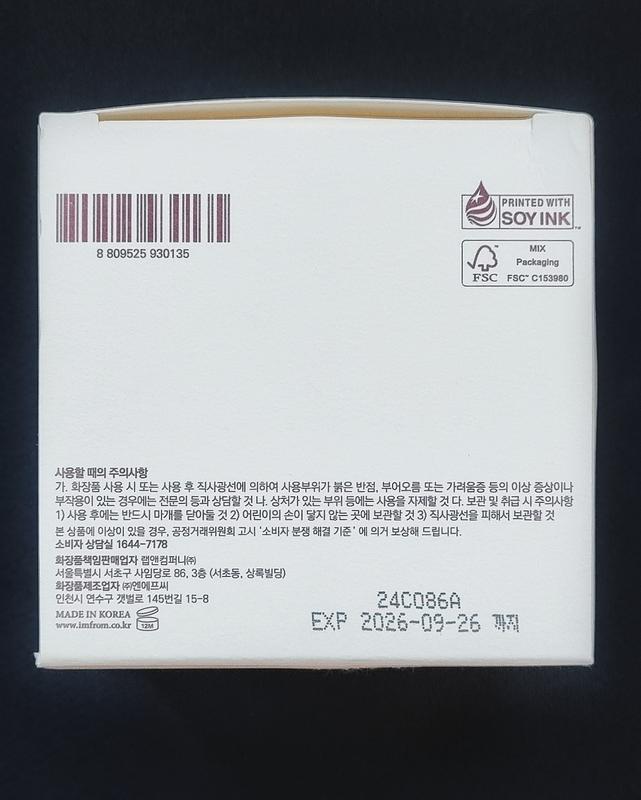 8 809525 930135
PRINTED WITH
SOY INK
TM
FSC
MIX
Packaging
FSC™ C153980
사용할 때의 주의사항
가. 화장품 사용 시 또는 사용 후 직사광선에 의하여 사용부위가 붉은 반점, 부어오름 또는 가려움증 등의 이상 증상이나
부작용이 있는 경우에는 전문의 등과 상담할 것 나. 상처가 있는 부위 등에는 사용을 자제할 것 다. 보관 및 취급 시 주의사항
1) 사용 후에는 반드시 마개를 닫아둘 것 2) 어린이의 손이 닿지 않는 곳에 보관할 것 3) 직사광선을 피해서 보관할 것
본 상품에 이상이 있을 경우, 공정거래위원회 고시 '소비자 분쟁 해결 기준' 에 의거 보상해 드립니다.
소비자 상담실 1644-7178
화장품책임판매업자 랩앤컴퍼니㈜
서울특별시 서초구 사임당로 86, 3층 (서초동, 상록빌딩)
화장품제조업자 ㈜엔에프씨
인천시 연수구 갯벌로 145번길 15-8
MADE IN KOREA
www.imfrom.co.kr
12M
24C086A
EXP 2026-09-26 까지